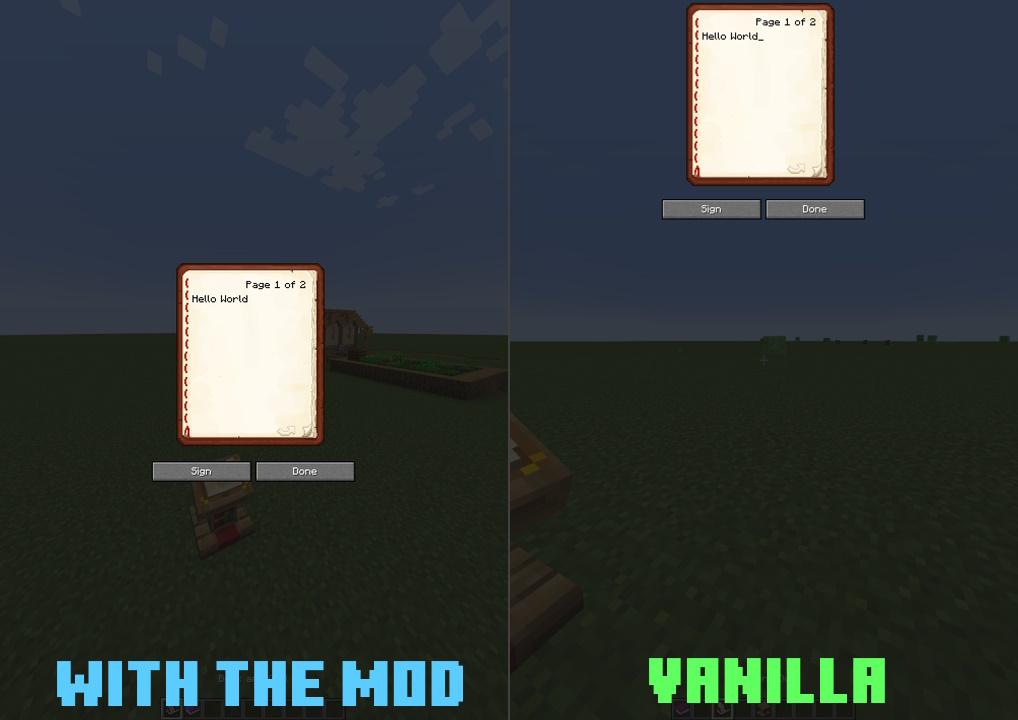 Page 1 of 2
Hello World
Sign Done
WITH THE MOD
Page 1 of 2
Hello World_
Sign Done
VANILLA